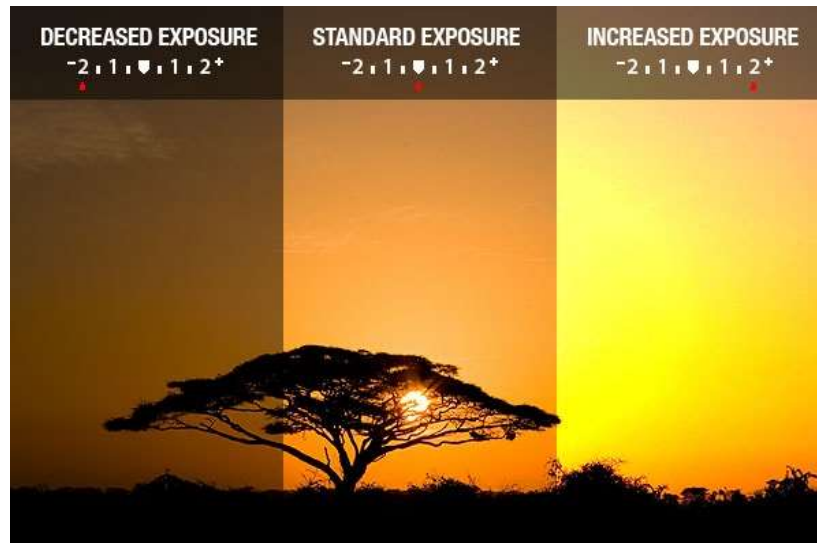 DECREASED EXPOSURE
-2 ı 1 ı ⛊ ı 1 ı 2+
STANDARD EXPOSURE
-2 ı 1 ı ⛊ ı 1 ı 2+
INCREASED EXPOSURE
-2 ı 1 ı ⛊ ı 1 ı 2+